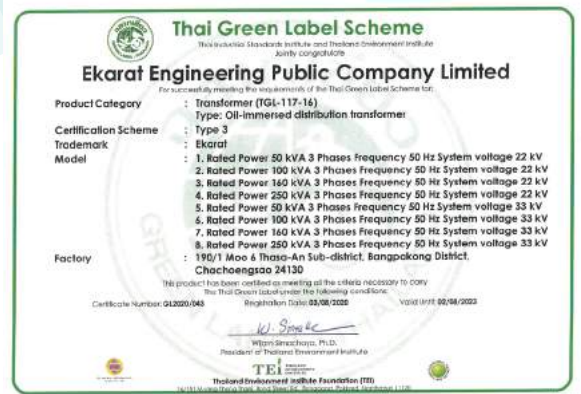 Thai Green Label Scheme
Thai Industrial Standards Institute and Thailand Environment Institute
Jointly congratulate
Ekarat Engineering Public Company Limited
For successfully meeting the requirements of the Thai Green Label Scheme for:
Product Category : Transformer (TGL-117-16)
Type: Oil-immersed distribution transformer
Certification Scheme : Type 3
Trademark : Ekarat
Model : 1. Rated Power 50 kVA 3 Phases Frequency 50 Hz System voltage 22 kV
2. Rated Power 100 kVA 3 Phases Frequency 50 Hz System voltage 22 kV
3. Rated Power 160 kVA 3 Phases Frequency 50 Hz System voltage 22 kV
4. Rated Power 250 kVA 3 Phases Frequency 50 Hz System voltage 22 kV
5. Rated Power 50 kVA 3 Phases Frequency 50 Hz System voltage 33 kV
6. Rated Power 100 kVA 3 Phases Frequency 50 Hz System voltage 33 kV
7. Rated Power 160 kVA 3 Phases Frequency 50 Hz System voltage 33 kV
8. Rated Power 250 kVA 3 Phases Frequency 50 Hz System voltage 33 kV
Factory : 190/1 Moo 6 Thasa-An Sub-district, Bangpakong District,
Chachoengsao 24130
This product has been certified as meeting all the criteria necessary to carry
The Thai Green Label under the following conditions
Certificate Number: GL2020/043 Registration Date: 03/08/2020 Valid Until: 02/08/2023
Wijarn Simachaya, Ph.D.
President of Thailand Environment Institute
TEI
Thailand Environment Institute Foundation (TEI)